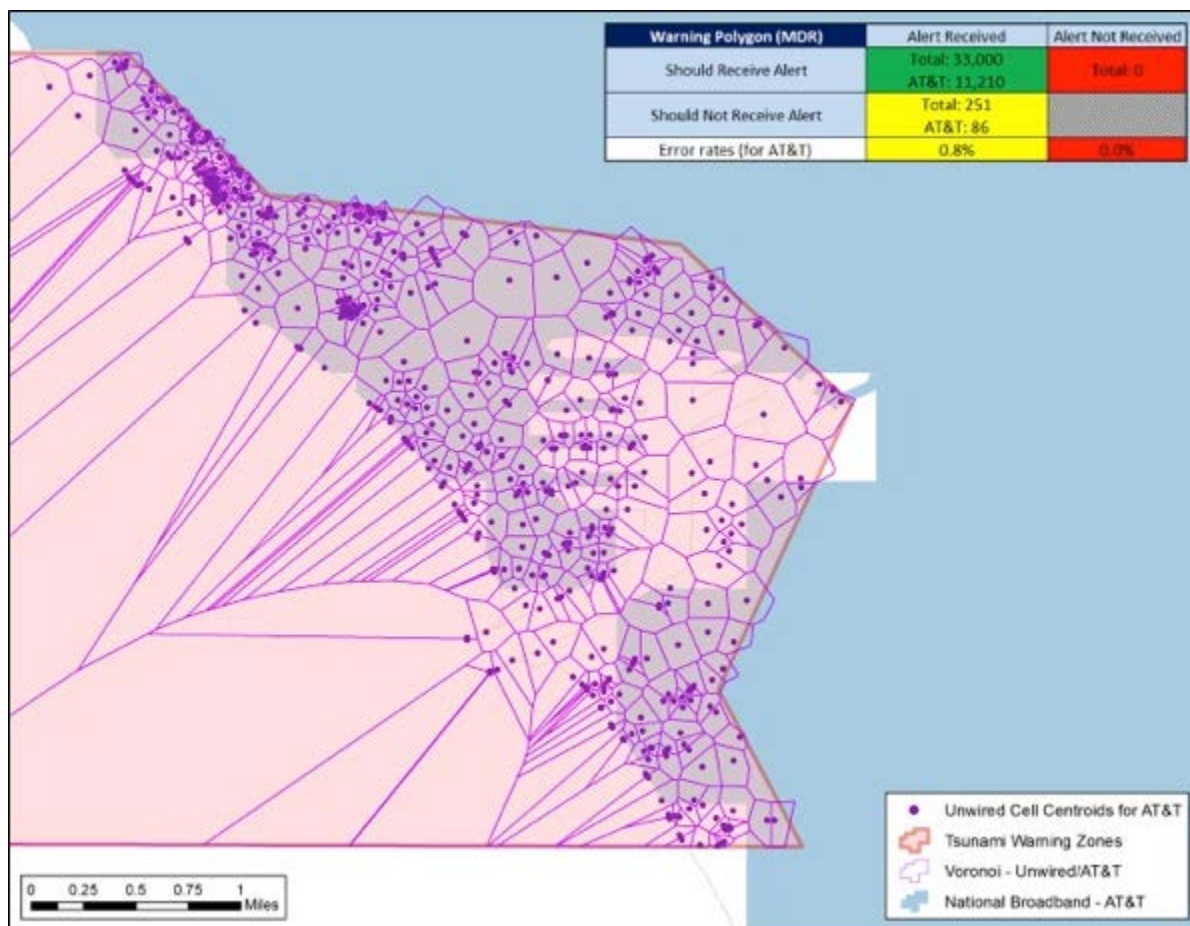 Warning Polygon (MDR) Alert Received Alert Not Received
Should Receive Alert Total: 33,000 Total: 0
AT&T: 11,210
Should Not Receive Alert Total: 251
AT&T: 86
Error rates (for AT&T) 0.8% 0.0%
Unwired Cell Centroids for AT&T
Tsunami Warning Zones
Voronoi - Unwired/AT&T
National Broadband - AT&T
0 0.25 0.5 0.75 1
Miles